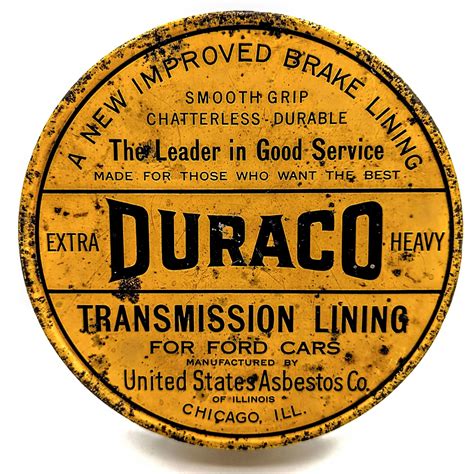 A NEW IMPROVED BRAKE LINING
SMOOTH GRIP
CHATTERLESS-DURABLE
The Leader in Good Service
MADE FOR THOSE WHO WANT THE BEST
EXTRA DURACO HEAVY
TRANSMISSION LINING
FOR FORD CARS
MANUFACTURED BY
United States Asbestos Co.
OF ILLINOIS
CHICAGO, ILL.